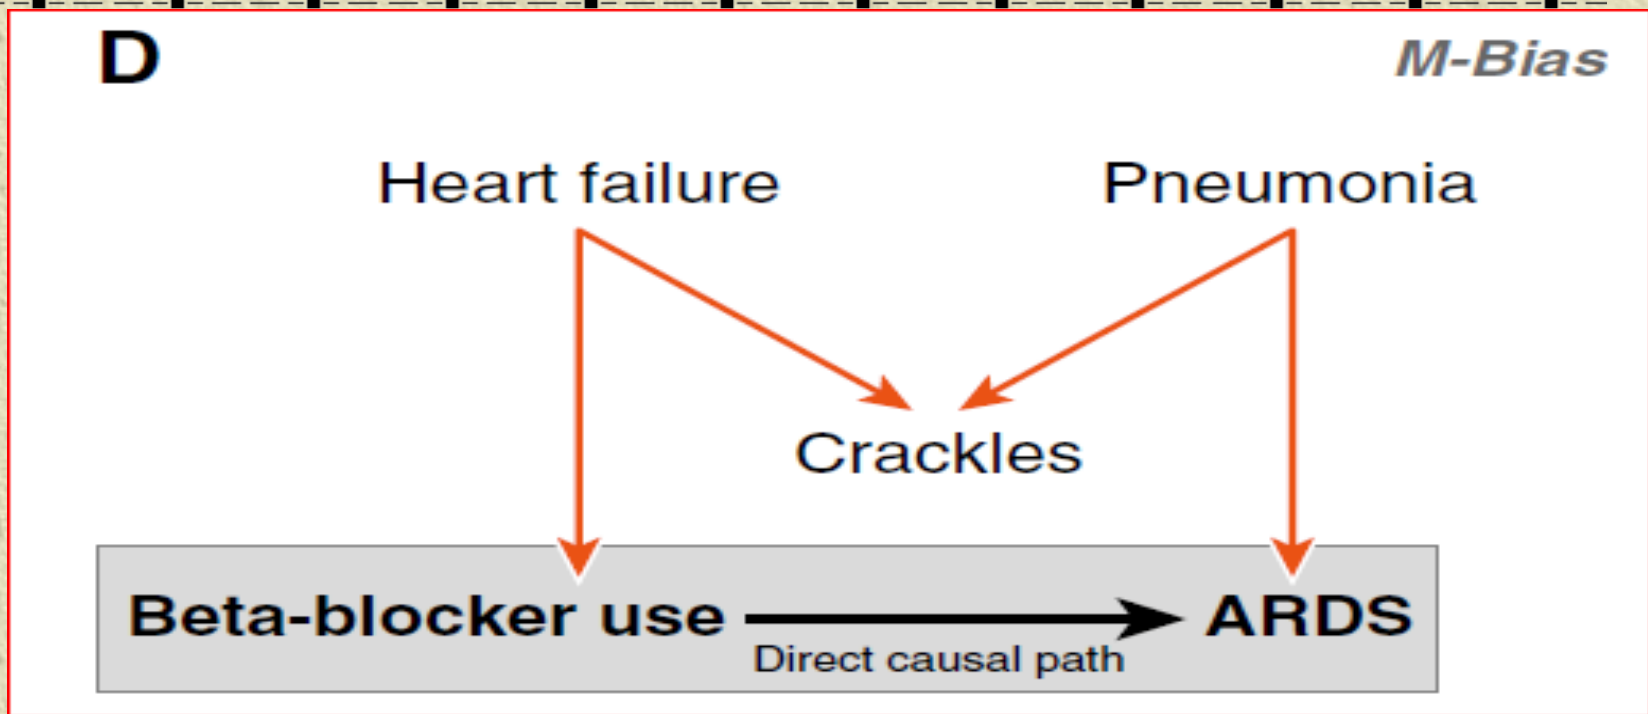 D
M-Bias
Heart failure
Pneumonia
Crackles
Beta-blocker use
ARDS
Direct causal path